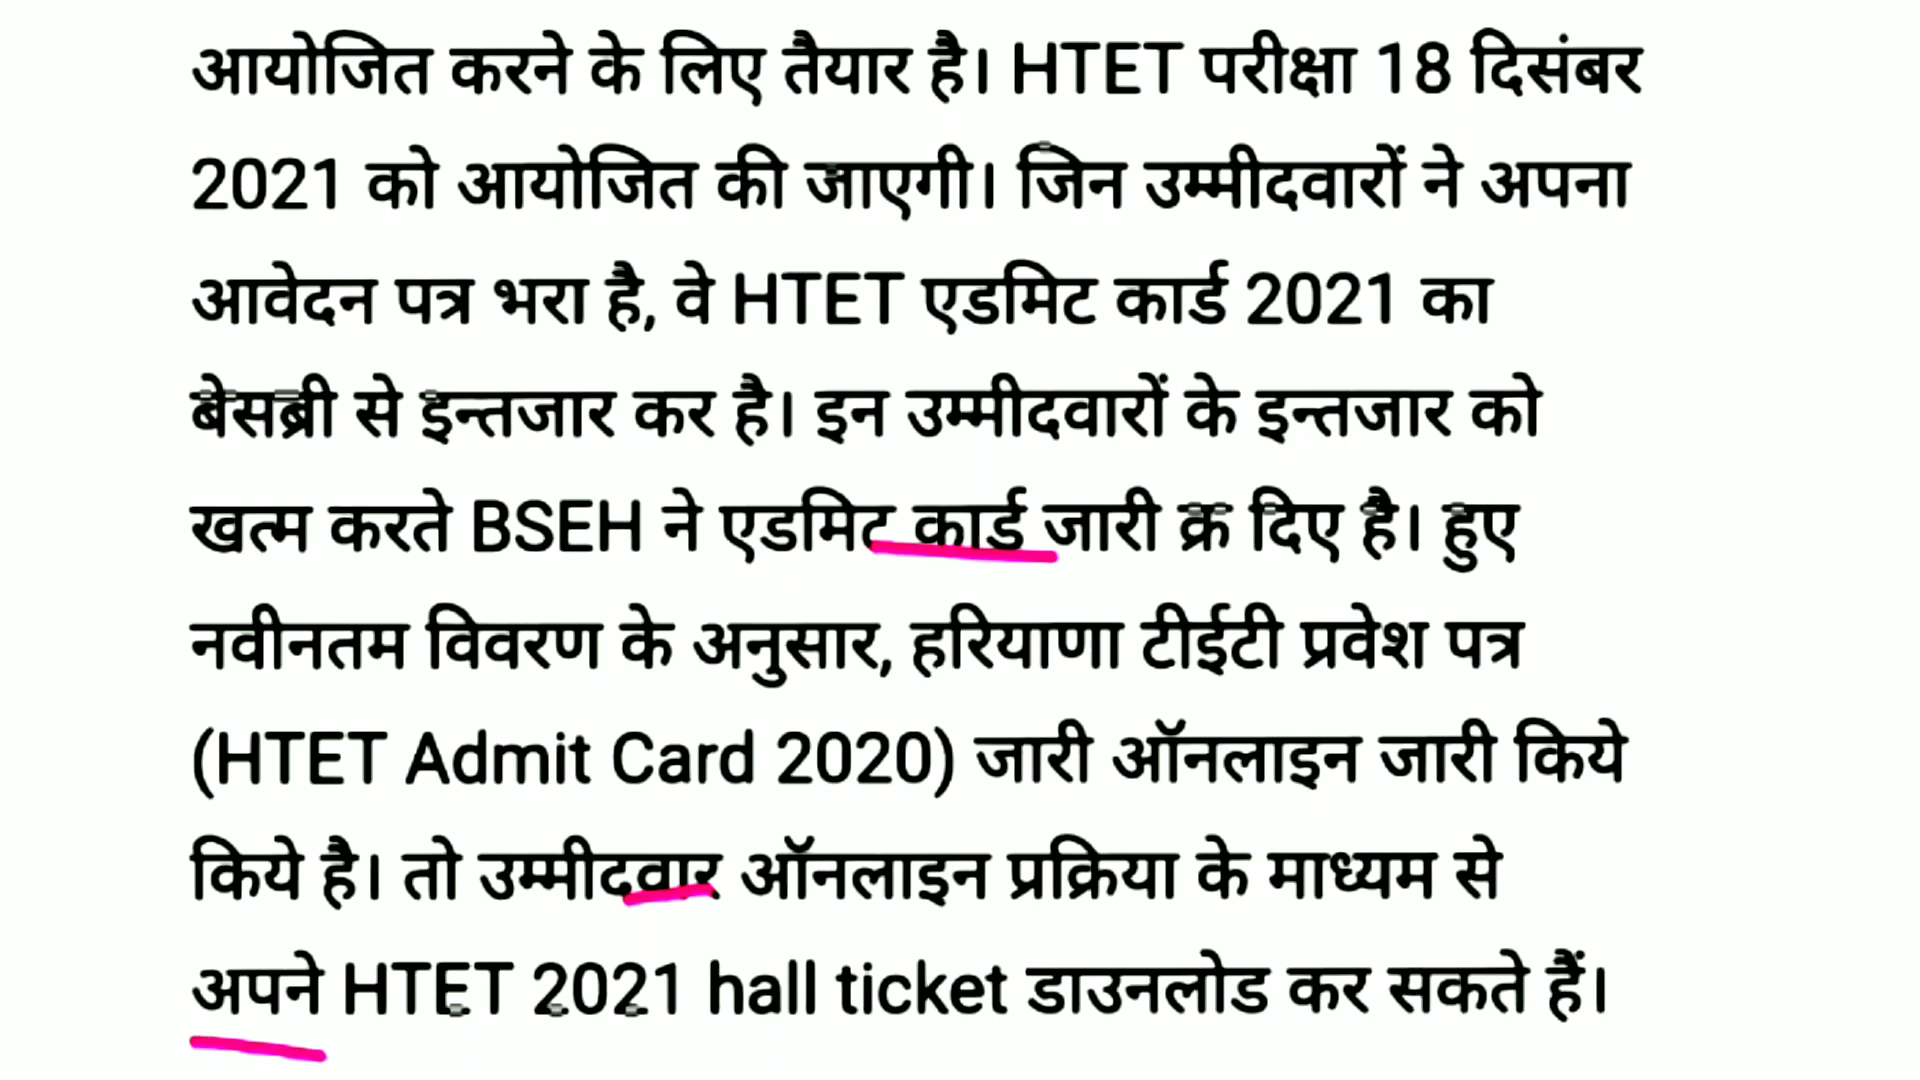 आयोजित करने के लिए तैयार है। HTET परीक्षा 18 दिसंबर
2021 को आयोजित की जाएगी। जिन उम्मीदवारों ने अपना
आवेदन पत्र भरा है, वे HTET एडमिट कार्ड 2021 का
बेसब्री से इन्तजार कर है। इन उम्मीदवारों के इन्तजार को
खत्म करते BSEH ने एडमिट कार्ड जारी क्र दिए है। हुए
नवीनतम विवरण के अनुसार, हरियाणा टीईटी प्रवेश पत्र
(HTET Admit Card 2020) जारी ऑनलाइन जारी किये
किये है। तो उम्मीदवार ऑनलाइन प्रक्रिया के माध्यम से
अपने HTET 2021 hall ticket डाउनलोड कर सकते हैं।